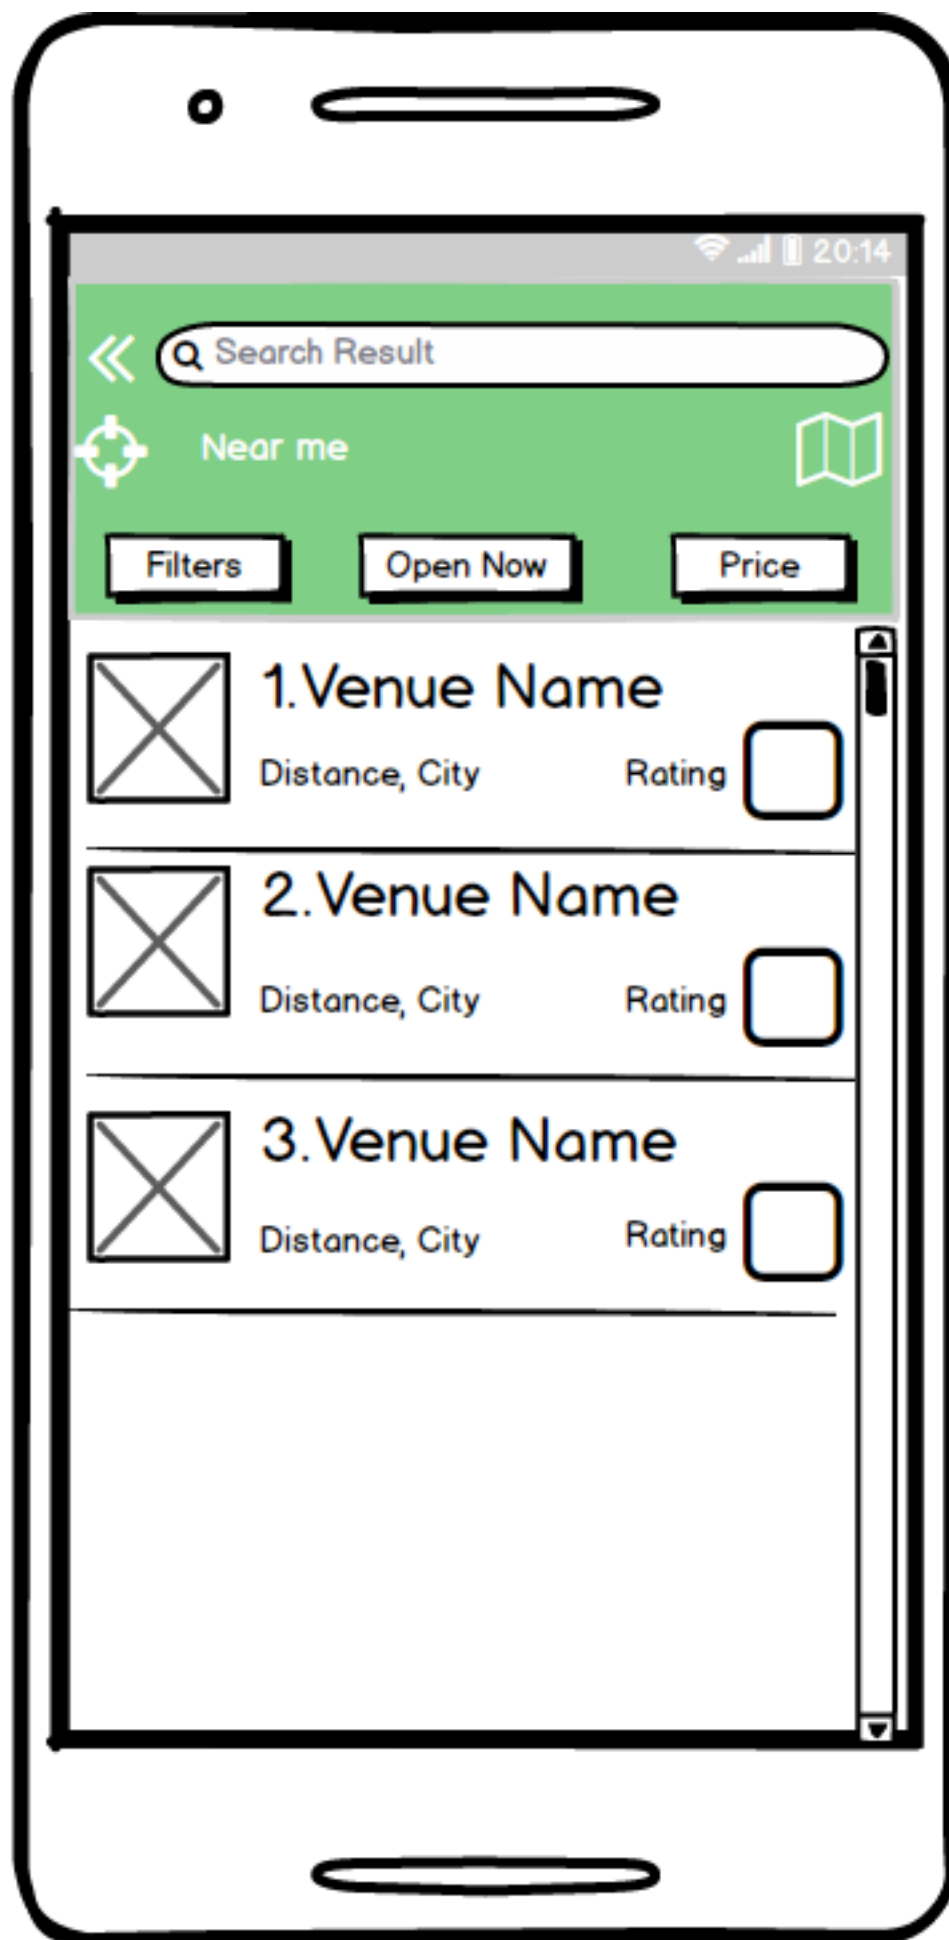 20:14
Search Result
Near me
Filters Open Now Price
1.Venue Name
Distance, City Rating
2.Venue Name
Distance, City Rating
3.Venue Name
Distance, City Rating